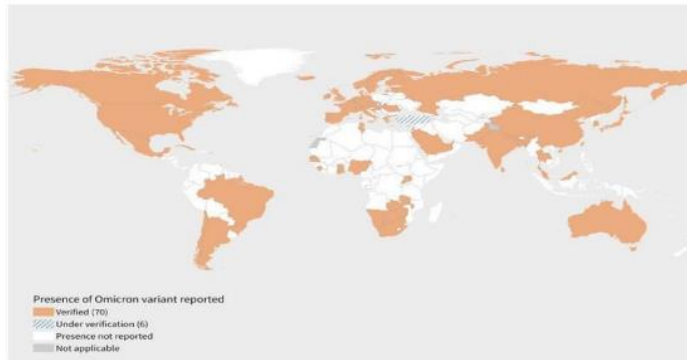 Presence of Omicron variant reported
Verified (70)
Under verification (6)
Presence not reported
Not applicable